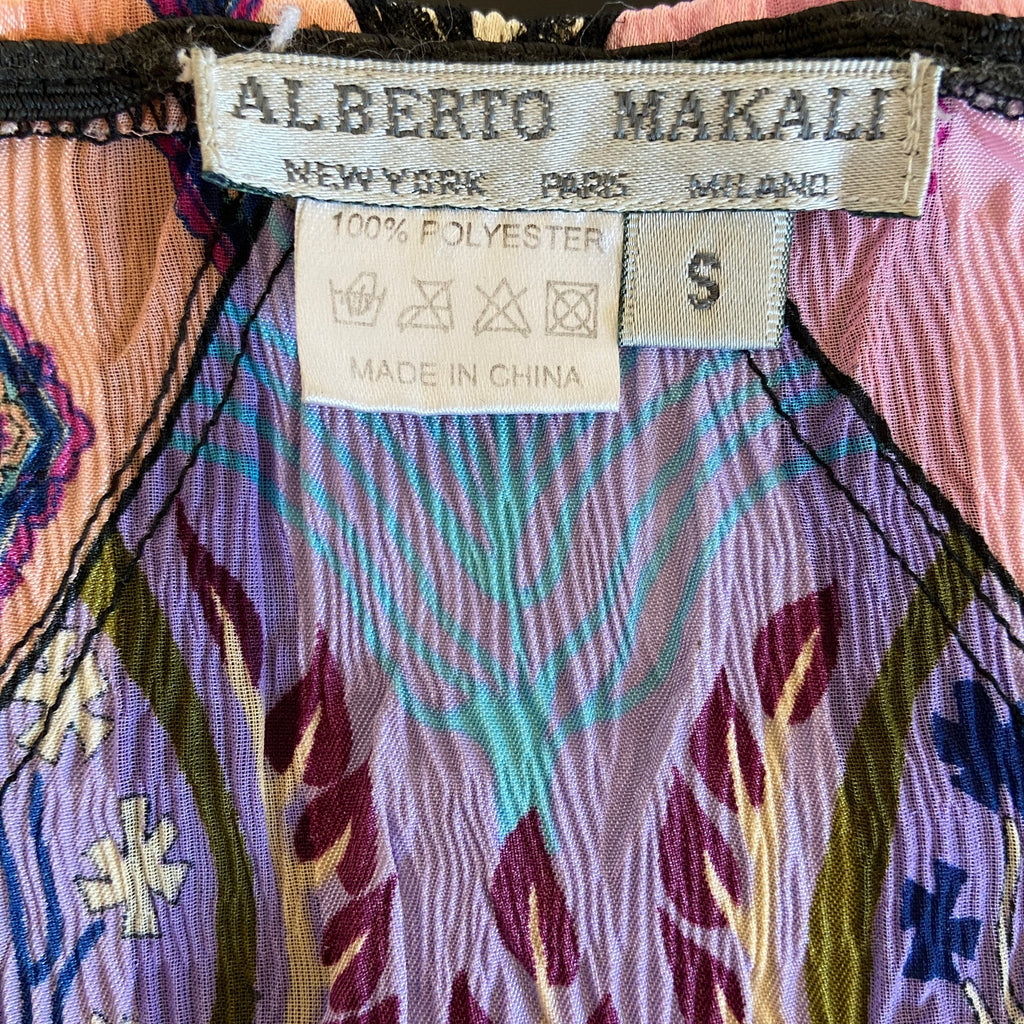 ALBERTO MAKALI
NEW YORK PARIS MILANO
100% POLYESTER
S
MADE IN CHINA